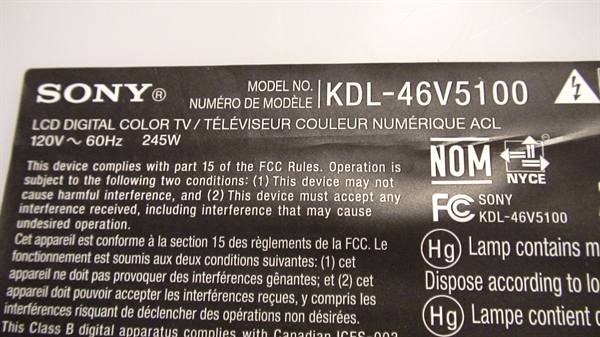 SONY® MODEL NO. KDL-46V5100
NUMÉRO DE MODÈLE
LCD DIGITAL COLOR TV / TÉLÉVISEUR COULEUR NUMÉRIQUE ACL
120V ~ 60Hz 245W
This device complies with part 15 of the FCC Rules. Operation is
subject to the following two conditions: (1) This device may not
cause harmful interference, and (2) This device must accept any
interference received, including interference that may cause
undesired operation.
Cet appareil est conforme à la section 15 des règlements de la FCC. Le
fonctionnement est soumis aux deux conditions suivantes: (1) cet
appareil ne doit pas provoquer des interférences gênantes; et (2) cet
appareil doit pouvoir accepter les interférences reçues, y compris les
interférences risquant de déclencher des opérations non désirées.
This Class B digital apparatus complies with Canadian ICES-003
NOM NYCE
FC SONY
KDL-46V5100
Hg Lamp contains m
Dispose according to lo
Hg Lampe contient d